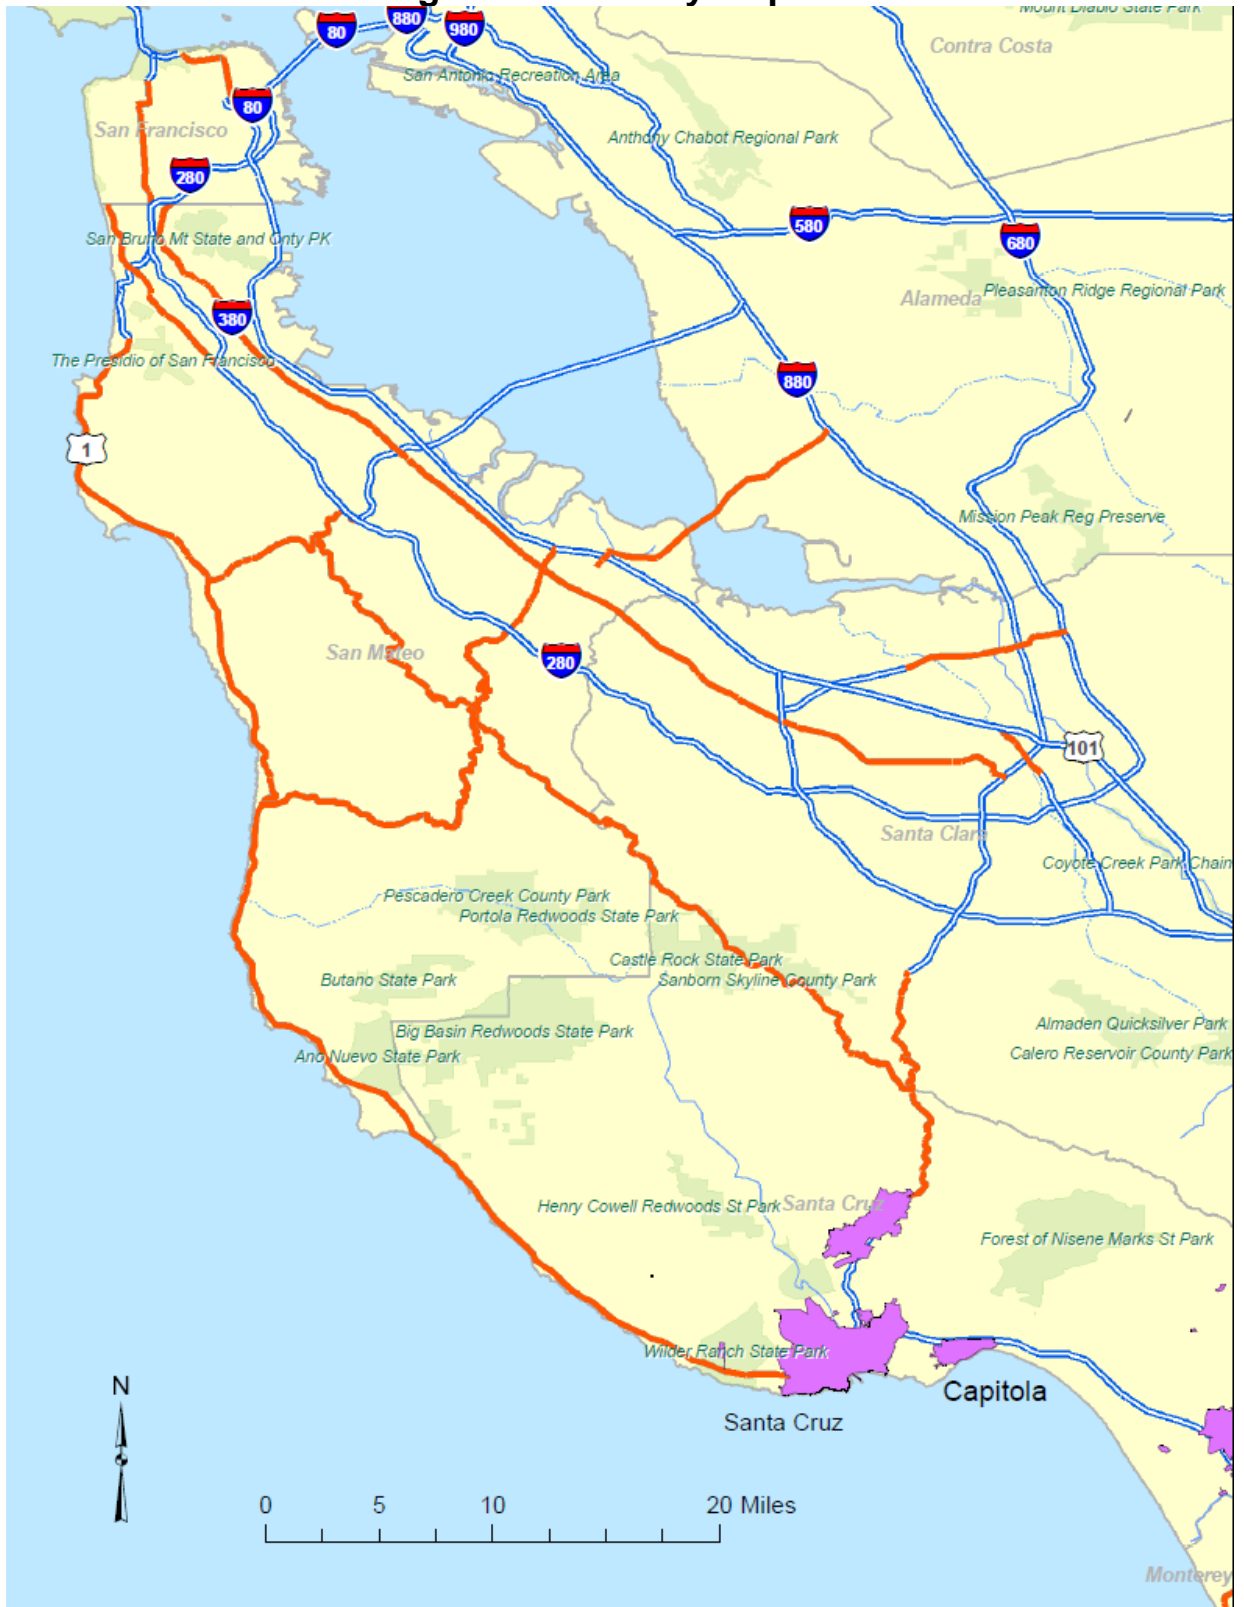 Mount Diablo State Park
880
80
980
Contra Costa
San Antonio Recreation Area
80
San Francisco
Anthony Chabot Regional Park
280
580
680
San Bruno Mt State and Cnty PK
Alameda
Pleasanton Ridge Regional Park
380
The Presidio of San Francisco
880
1
Mission Peak Reg Preserve
San Mateo
280
101
Santa Clara
Coyote Creek Park Chain
Pescadero Creek County Park
Portola Redwoods State Park
Castle Rock State Park
Butano State Park
Sanborn Skyline County Park
Big Basin Redwoods State Park
Almaden Quicksilver Park
Ano Nuevo State Park
Calero Reservoir County Park
Henry Cowell Redwoods St Park
Santa Cruz
Forest of Nisene Marks St Park
Wilder Ranch State Park
N
Capitola
Santa Cruz
0 5 10 20 Miles
Monterey